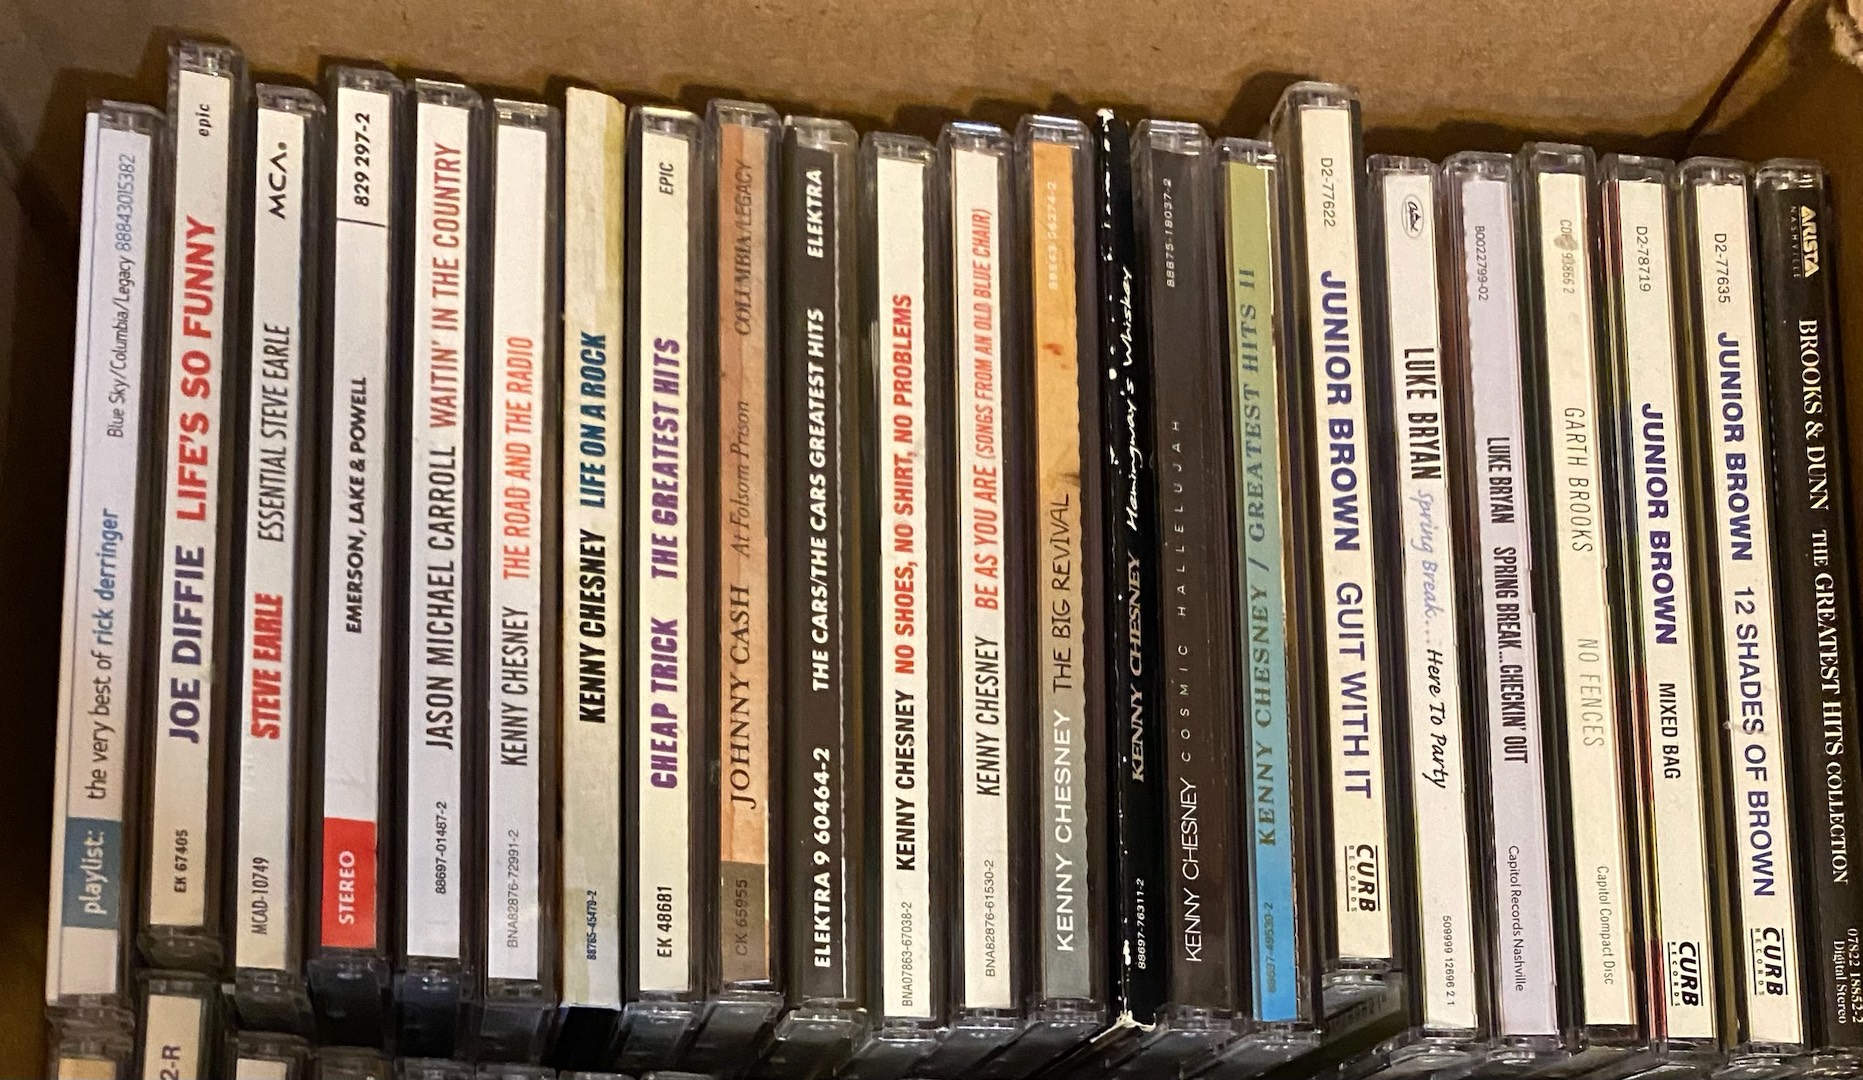 playlist: the very best of rick derringer Blue Sky/Columbia/Legacy 88843015382
EK 67405 JOE DIFFIE LIFE'S SO FUNNY epic
MCAD-10749 STEVE EARLE ESSENTIAL STEVE EARLE MCA
STEREO EMERSON, LAKE & POWELL 829 297-2
88697-01487-2 JASON MICHAEL CARROLL WAITIN' IN THE COUNTRY
BNA82876-72991-2 KENNY CHESNEY THE ROAD AND THE RADIO
88765-45479-2 KENNY CHESNEY LIFE ON A ROCK
EK 48681 CHEAP TRICK THE GREATEST HITS EPIC
CK 65955 JOHNNY CASH At Folsom Prison COLUMBIA/LEGACY
ELEKTRA 9 60464-2 THE CARS/THE CARS GREATEST HITS ELEKTRA
BNA07863-67038-2 KENNY CHESNEY NO SHOES, NO SHIRT, NO PROBLEMS
BNA82876-61530-2 KENNY CHESNEY BE AS YOU ARE (SONGS FROM AN OLD BLUE CHAIR)
KENNY CHESNEY THE BIG REVIVAL
88697-76311-2 KENNY CHESNEY Hemingway's Whiskey
KENNY CHESNEY COSMIC HALLELUJAH 88875-18037-2
88697-49530-2 KENNY CHESNEY / GREATEST HITS II
D2-77622 JUNIOR BROWN GUIT WITH IT CURB RECORDS
Capitol LUKE BRYAN Spring Break... Here To Party 509999 12696 2 1
B0022799-02 LUKE BRYAN SPRING BREAK...CHECKIN' OUT Capitol Records Nashville
GARTH BROOKS NO FENCES Capitol Compact Disc
D2-78719 JUNIOR BROWN MIXED BAG CURB RECORDS
D2-77635 JUNIOR BROWN 12 SHADES OF BROWN CURB RECORDS
ARISTA NASHVILLE BROOKS & DUNN THE GREATEST HITS COLLECTION 07822 18852-2
Digital Stereo
2-R